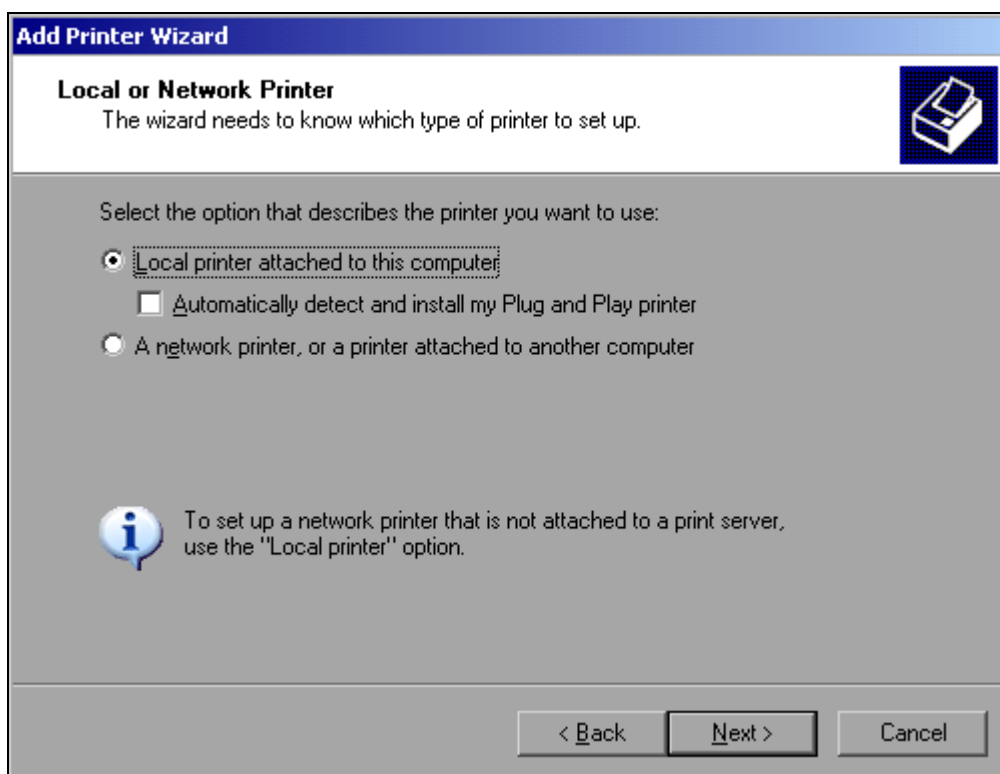 Add Printer Wizard
Local or Network Printer
The wizard needs to know which type of printer to set up.
Select the option that describes the printer you want to use:
Local printer attached to this computer
Automatically detect and install my Plug and Play printer
A network printer, or a printer attached to another computer
To set up a network printer that is not attached to a print server,
use the "Local printer" option.
< Back
Next >
Cancel